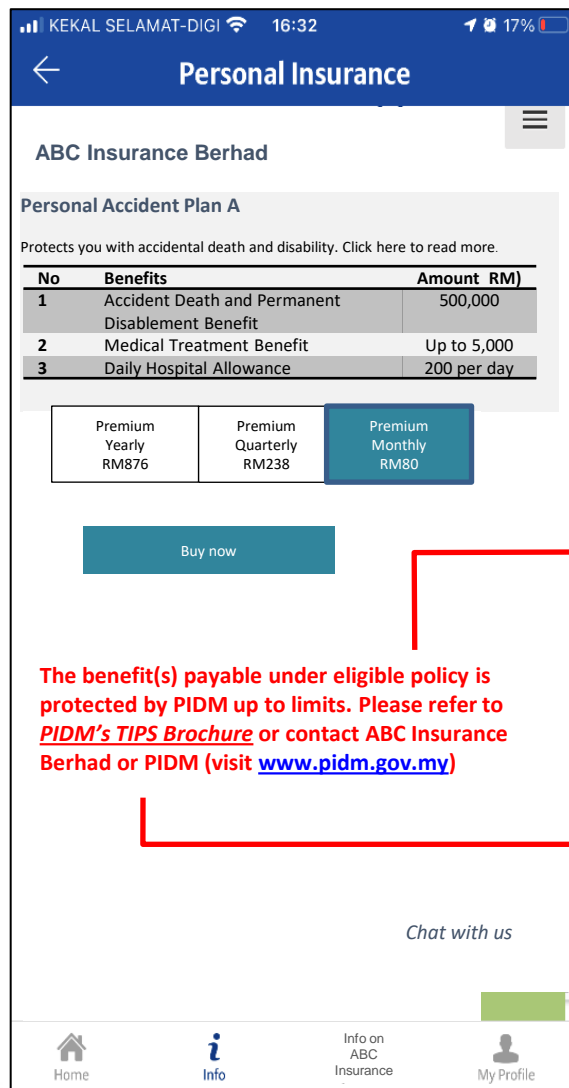 KEKAL SELAMAT-DIGI 16:32 17%
Personal Insurance
ABC Insurance Berhad
Personal Accident Plan A
Protects you with accidental death and disability. Click here to read more.
No Benefits Amount RM)
1 Accident Death and Permanent 500,000
Disablement Benefit
2 Medical Treatment Benefit Up to 5,000
3 Daily Hospital Allowance 200 per day
Premium Premium Premium
Yearly Quarterly Monthly
RM876 RM238 RM80
Buy now
The benefit(s) payable under eligible policy is
protected by PIDM up to limits. Please refer to
PIDM's TIPS Brochure or contact ABC Insurance
Berhad or PIDM (visit www.pidm.gov.my)
Chat with us
Info on
ABC
Insurance
Home Info My Profile